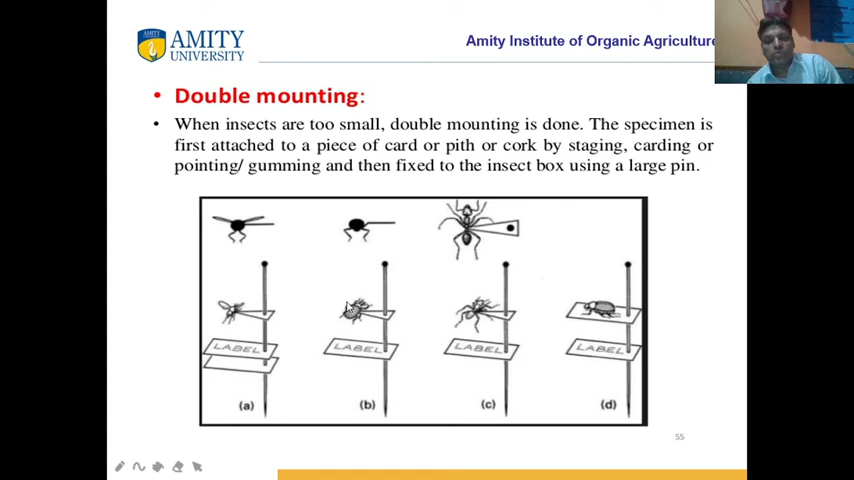 AMITY
AMITY
UNIVERSITY
Amity Institute of Organic Agriculture
• Double mounting:
• When insects are too small, double mounting is done. The specimen is
first attached to a piece of card or pith or cork by staging, carding or
pointing/ gumming and then fixed to the insect box using a large pin.
LABEL LABEL LABEL LABEL
(a) (b) (c) (d)
55